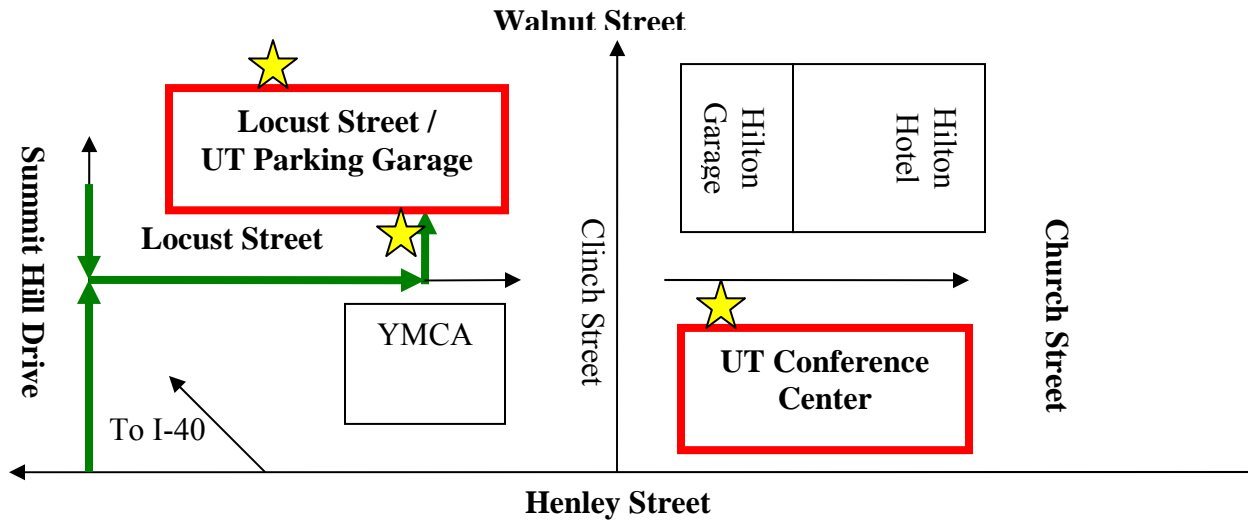 Walnut Street
Locust Street /
UT Parking Garage
Hilton
Garage
Hilton
Hotel
Summit Hill Drive
Locust Street
Clinch Street
Church Street
YMCA
UT Conference
Center
To I-40
Henley Street